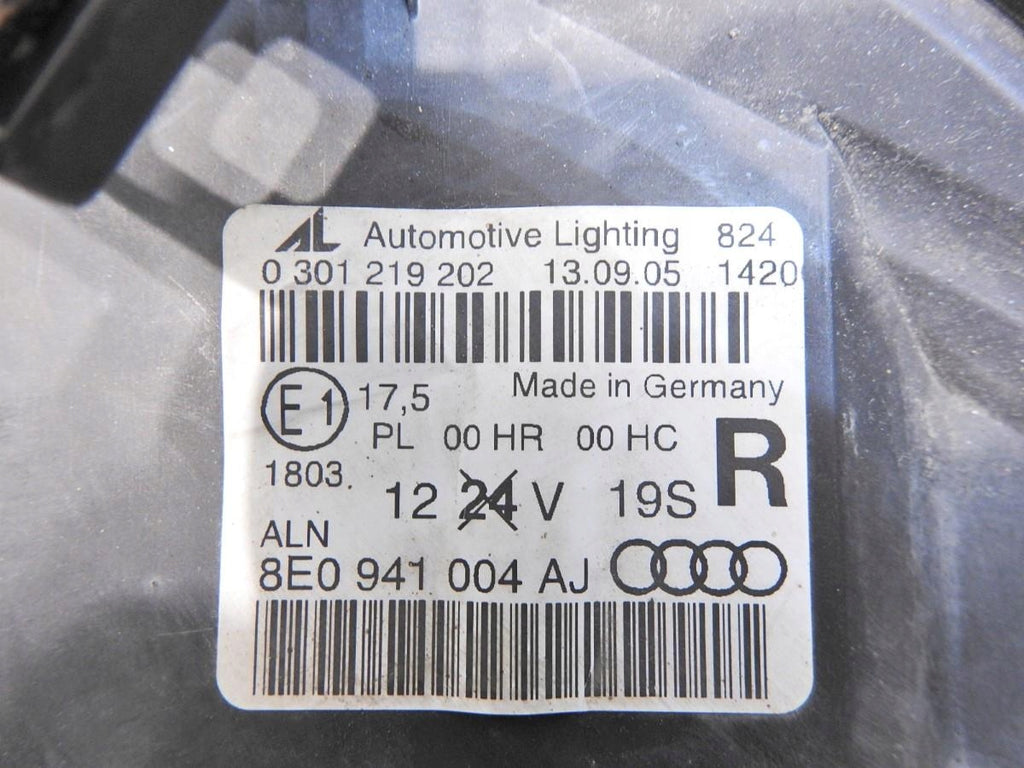 AL Automotive Lighting 824
0 301 219 202 13.09.05 1420
Made in Germany
E1 17,5
PL 00 HR 00 HC
R
1803.
12 24 V 19S
ALN
8E0 941 004 AJ